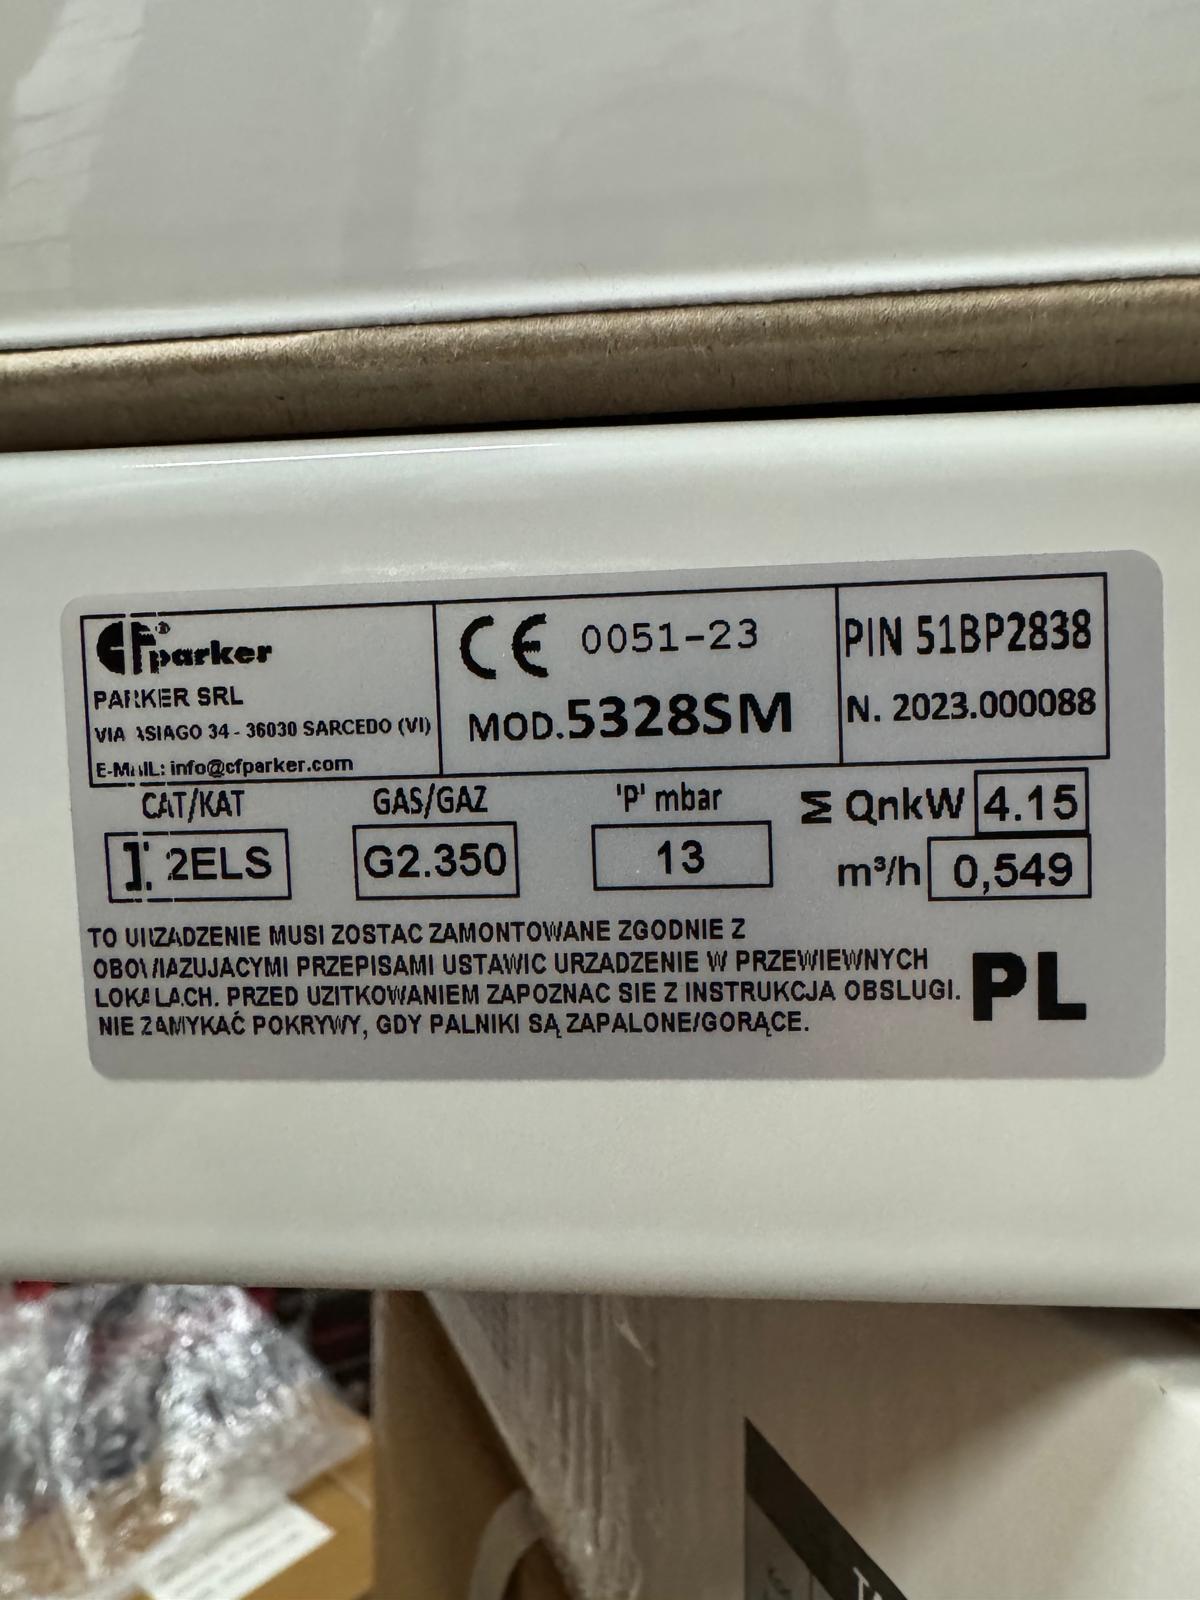 CFparker®
PARKER SRL
VIA ASIAGO 34 - 36030 SARCEDO (VI)
E-MAIL: info@cfparker.com
CE 0051-23
MOD.5328SM
PIN 51BP2838
N. 2023.000088
CAT/KAT
GAS/GAZ
'P' mbar
Σ QnkW 4.15
2ELS
G2.350
13
m³/h 0,549
TO URZADZENIE MUSI ZOSTAC ZAMONTOWANE ZGODNIE Z
OBOWIAZUJACYMI PRZEPISAMI USTAWIC URZADZENIE W PRZEWIEWNYCH
LOKALACH. PRZED UZITKOWANIEM ZAPOZNAC SIE Z INSTRUKCJA OBSLUGI.
NIE ZAMYKAĆ POKRYWY, GDY PALNIKI SĄ ZAPALONE/GORĄCE.
PL